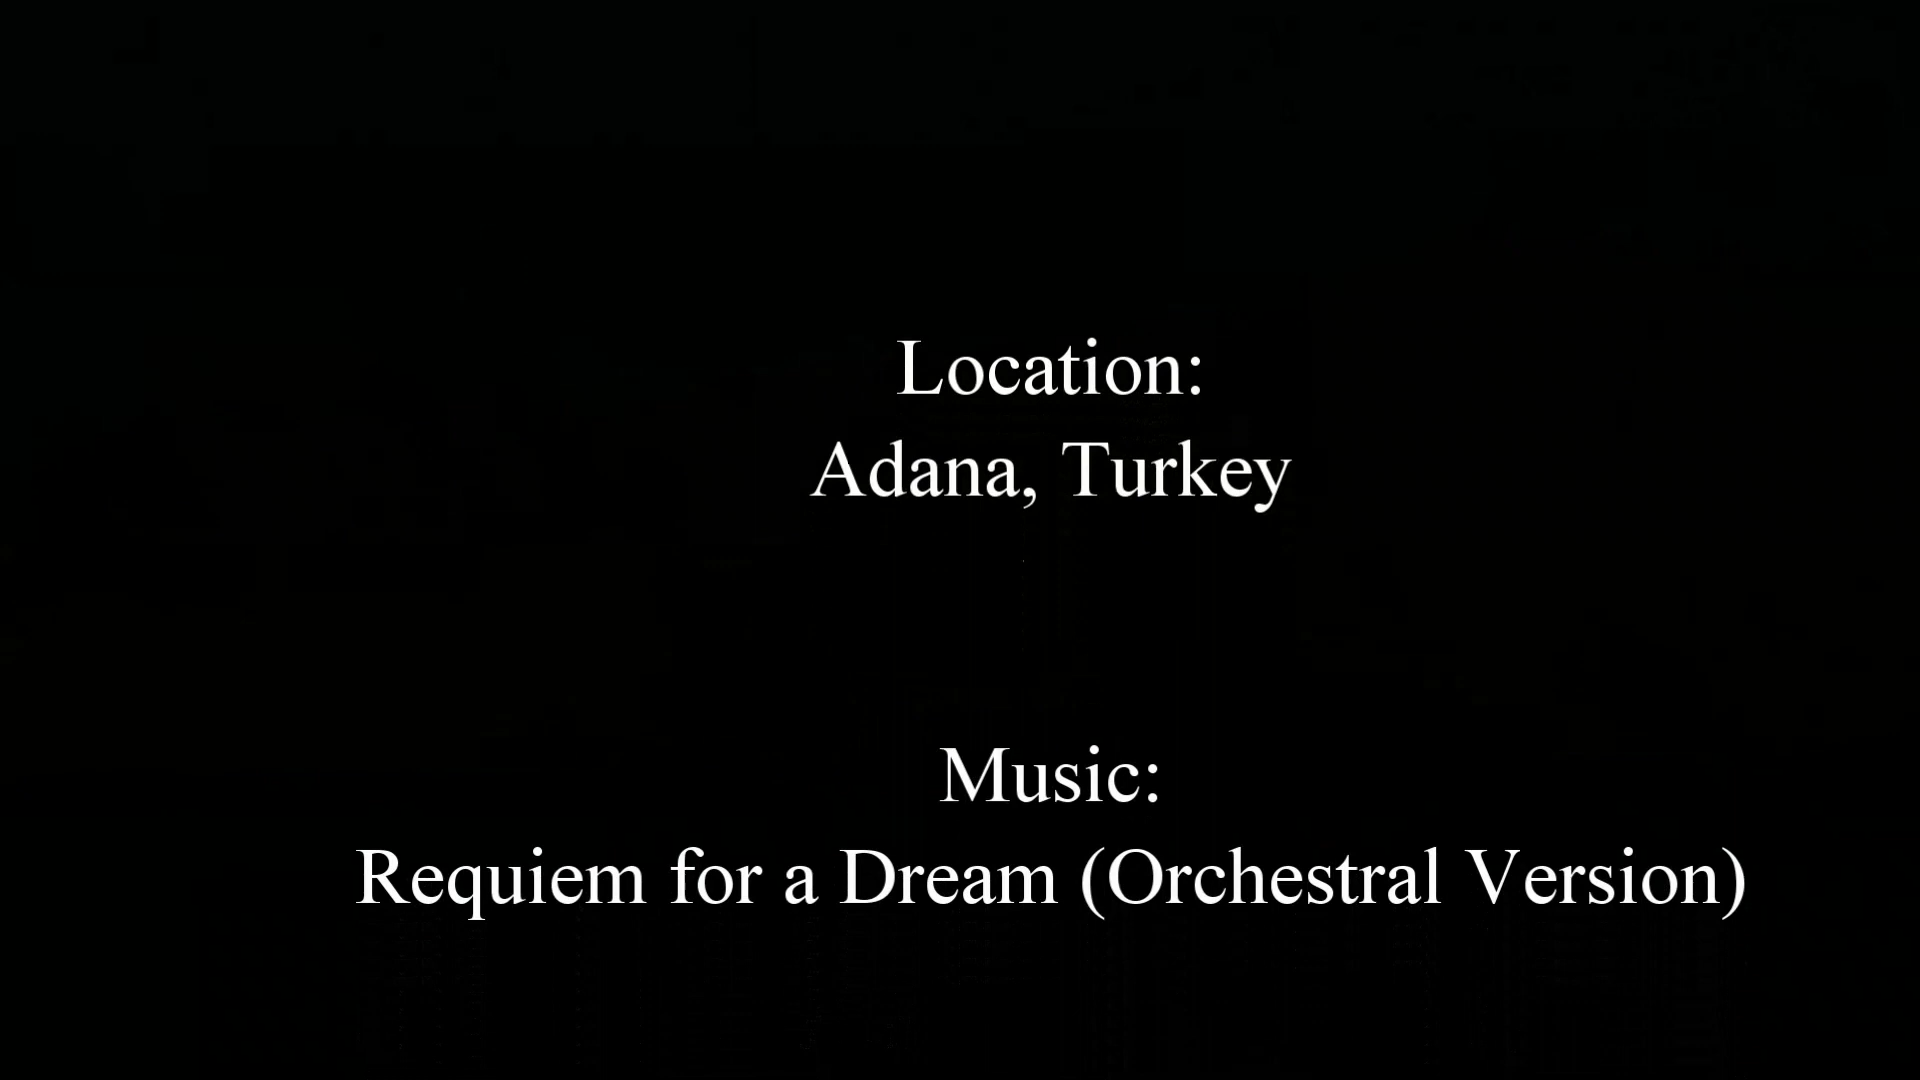 Location:
Adana, Turkey
Music:
Requiem for a Dream (Orchestral Version)